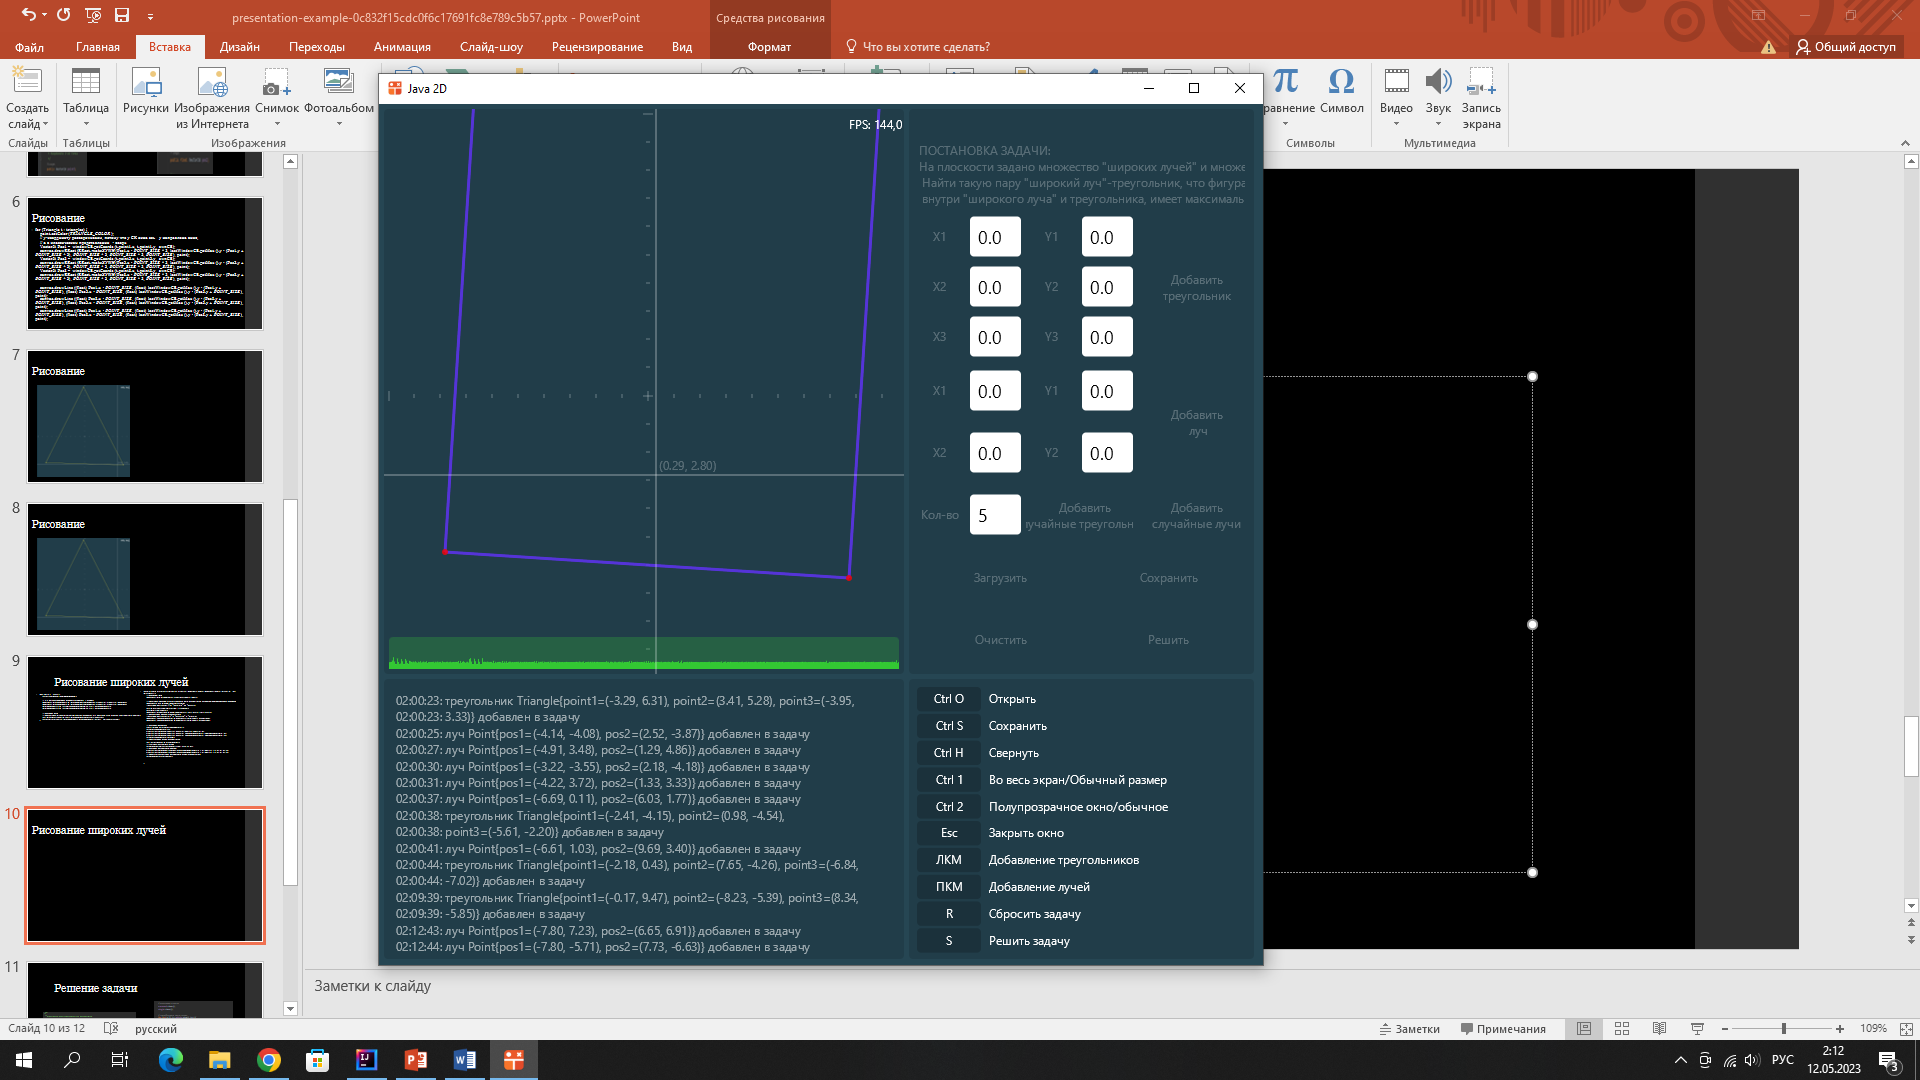 presentation-example-0c832f15cdc0f6c17691fc8e789c5b57.pptx - PowerPoint
Средства рисования
Файл
Главная
Вставка
Дизайн
Переходы
Анимация
Слайд-шоу
Рецензирование
Вид
Формат
Что вы хотите сделать?
Общий доступ
Создать
слайд
Таблица
Рисунки
Изображения
из Интернета
Снимок
Фотоальбом
Символ
Видео
Звук
Запись
экрана
Слайды
Таблицы
Изображения
Символы
Мультимедиа
6
Рисование
7
Рисование
8
Рисование
9
Рисование широких лучей
10
Рисование широких лучей
11
Решение задачи
Java 2D
FPS: 144,0
(0.29, 2.80)
ПОСТАНОВКА ЗАДАЧИ:
На плоскости задано множество "широких лучей" и множе
Найти такую пару "широкий луч"-треугольник, что фигура
внутри "широкого луча" и треугольника, имеет максималь
X1 0.0 Y1 0.0
X2 0.0 Y2 0.0
Добавить
треугольник
X3 0.0 Y3 0.0
X1 0.0 Y1 0.0
Добавить
луч
X2 0.0 Y2 0.0
Кол-во 5
Добавить
лучайные треугольн
Добавить
случайные лучи
Загрузить
Сохранить
Очистить
Решить
02:00:23: треугольник Triangle{point1=(-3.29, 6.31), point2=(3.41, 5.28), point3=(-3.95,
02:00:23: 3.33)} добавлен в задачу
02:00:25: луч Point{pos1=(-4.14, -4.08), pos2=(2.52, -3.87)} добавлен в задачу
02:00:27: луч Point{pos1=(-4.91, 3.48), pos2=(1.29, 4.86)} добавлен в задачу
02:00:30: луч Point{pos1=(-3.22, -3.55), pos2=(2.18, -4.18)} добавлен в задачу
02:00:31: луч Point{pos1=(-4.22, 3.72), pos2=(1.33, 3.33)} добавлен в задачу
02:00:37: луч Point{pos1=(-6.69, 0.11), pos2=(6.03, 1.77)} добавлен в задачу
02:00:38: треугольник Triangle{point1=(-2.41, -4.15), point2=(0.98, -4.54),
02:00:38: point3=(-5.61, -2.20)} добавлен в задачу
02:00:41: луч Point{pos1=(-6.61, 1.03), pos2=(9.69, 3.40)} добавлен в задачу
02:00:44: треугольник Triangle{point1=(-2.18, 0.43), point2=(7.65, -4.26), point3=(-6.84,
02:00:44: -7.02)} добавлен в задачу
02:09:39: треугольник Triangle{point1=(-0.17, 9.47), point2=(-8.23, -5.39), point3=(8.34,
02:09:39: -5.85)} добавлен в задачу
02:12:43: луч Point{pos1=(-7.80, 7.23), pos2=(6.65, 6.91)} добавлен в задачу
02:12:44: луч Point{pos1=(-7.80, -5.71), pos2=(7.73, -6.63)} добавлен в задачу
Ctrl O Открыть
Ctrl S Сохранить
Ctrl H Свернуть
Ctrl 1 Во весь экран/Обычный размер
Ctrl 2 Полупрозрачное окно/обычное
Esc Закрыть окно
ЛКМ Добавление треугольников
ПКМ Добавление лучей
R Сбросить задачу
S Решить задачу
Заметки к слайду
Слайд 10 из 12
русский
Заметки
Примечания
109%
РУС
2:12
12.05.2023
3